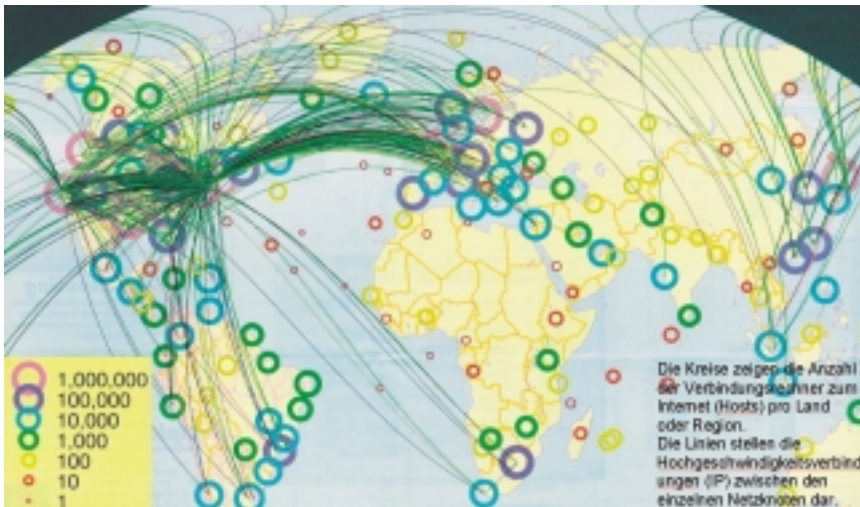 1,000,000
100,000
10,000
1,000
100
10
1
Die Kreise zeigen die Anzahl
der Verbindungsrechner zum
Internet (Hosts) pro Land
oder Region.
Die Linien stellen die
Hochgeschwindigkeitsverbind
ungen (IP) zwischen den
einzelnen Netzknoten dar.